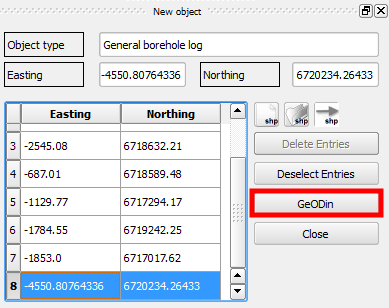 New object
Object type General borehole log
Easting -4550.80764336 Northing 6720234.26433
Easting Northing
3 -2545.08 6718632.21
4 -687.01 6718589.48
5 -1129.77 6717294.17
6 -1784.55 6719242.25
7 -1853.0 6717017.62
8 -4550.80764336 6720234.26433
shp shp shp
Delete Entries
Deselect Entries
GeODin
Close